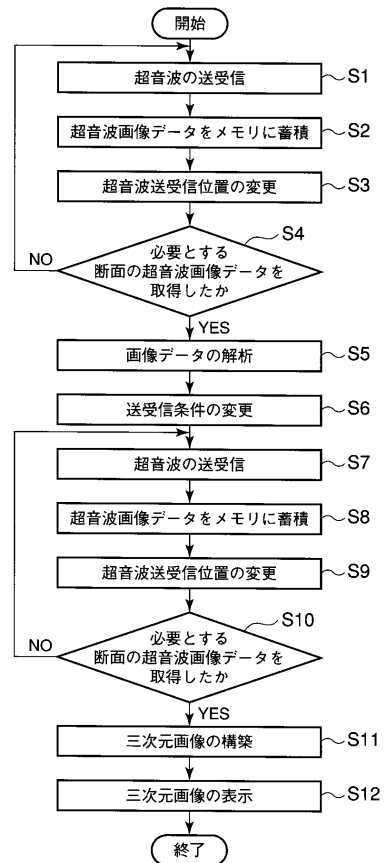 開始
超音波の送受信 S1
超音波画像データをメモリに蓄積 S2
超音波送受信位置の変更 S3
S4
NO
必要とする
断面の超音波画像データを
取得したか
YES
画像データの解析 S5
送受信条件の変更 S6
超音波の送受信 S7
超音波画像データをメモリに蓄積 S8
超音波送受信位置の変更 S9
S10
NO
必要とする
断面の超音波画像データを
取得したか
YES
三次元画像の構築 S11
三次元画像の表示 S12
終了